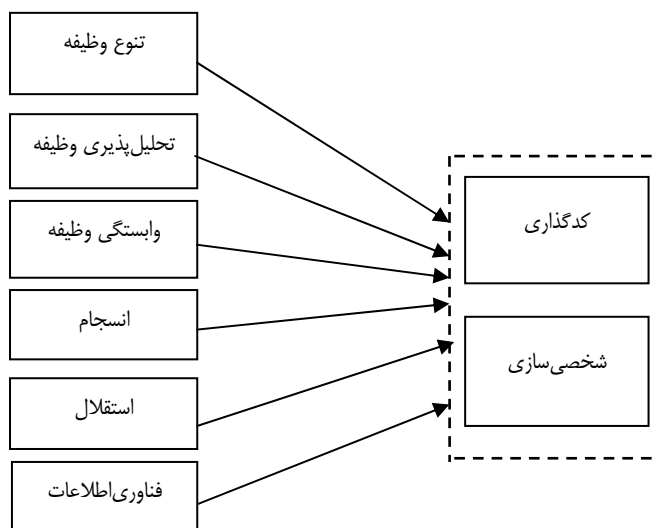 تنوع وظیفه
تحلیل‌پذیری وظیفه
وابستگی وظیفه
انسجام
استقلال
فناوری‌اطلاعات
کدگذاری
شخصی‌سازی